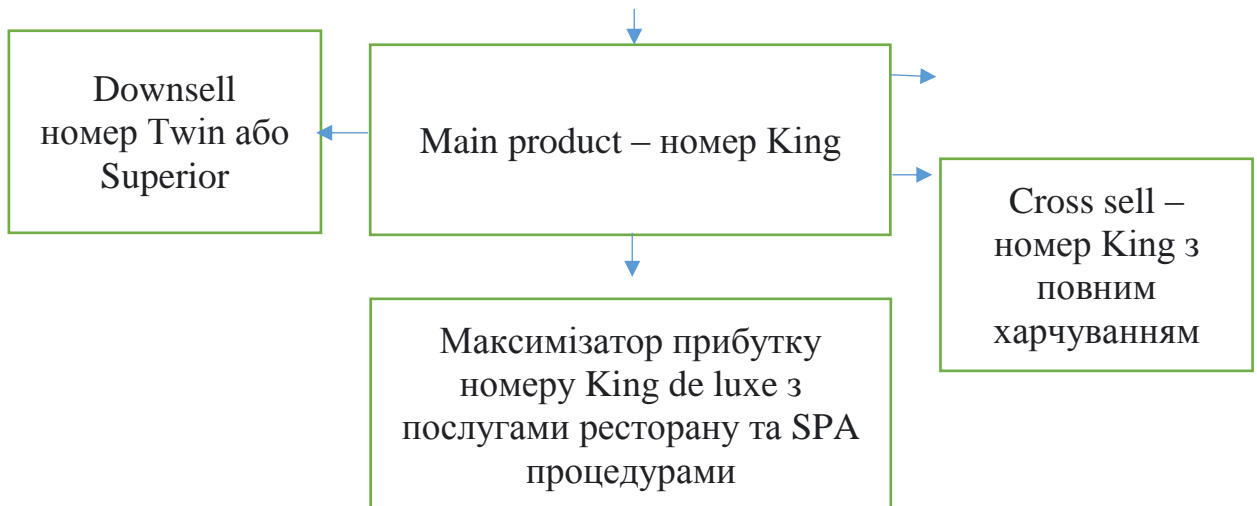 Downsell
номер Twin або
Superior
Main product – номер King
Cross sell –
номер King з
повним
харчуванням
Максимізатор прибутку
номеру King de luxe з
послугами ресторану та SPA
процедурами